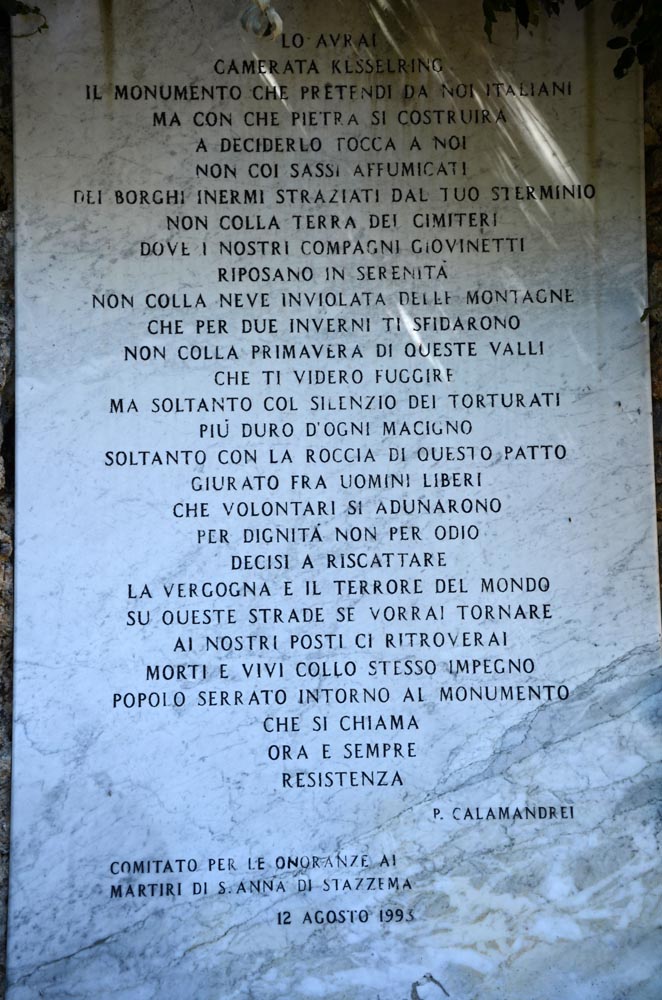 LO AVRAI
CAMERATA KESSELRING
IL MONUMENTO CHE PRETENDI DA NOI ITALIANI
MA CON CHE PIETRA SI COSTRUIRÀ
A DECIDERLO TOCCA A NOI
NON COI SASSI AFFUMICATI
DEI BORGHI INERMI STRAZIATI DAL TUO STERMINIO
NON COLLA TERRA DEI CIMITERI
DOVE I NOSTRI COMPAGNI GIOVINETTI
RIPOSANO IN SERENITÁ
NON COLLA NEVE INVIOLATA DELLE MONTAGNE
CHE PER DUE INVERNI TI SFIDARONO
NON COLLA PRIMAVERA DI QUESTE VALLI
CHE TI VIDERO FUGGIRE
MA SOLTANTO COL SILENZIO DEI TORTURATI
PIÚ DURO D'OGNI MACIGNO
SOLTANTO CON LA ROCCIA DI QUESTO PATTO
GIURATO FRA UOMINI LIBERI
CHE VOLONTARI SI ADUNARONO
PER DIGNITÁ NON PER ODIO
DECISI A RISCATTARE
LA VERGOGNA E IL TERRORE DEL MONDO
SU QUESTE STRADE SE VORRAI TORNARE
AI NOSTRI POSTI CI RITROVERAI
MORTI E VIVI COLLO STESSO IMPEGNO
POPOLO SERRATO INTORNO AL MONUMENTO
CHE SI CHIAMA
ORA E SEMPRE
RESISTENZA
P. CALAMANDREI
COMITATO PER LE ONORANZE AI
MARTIRI DI S. ANNA DI STAZZEMA
12 AGOSTO 1993